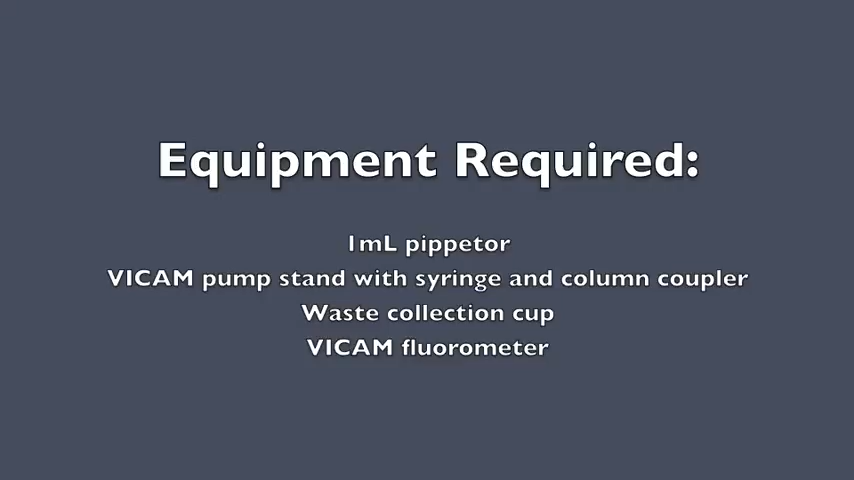 Equipment Required:
1mL pippetor
VICAM pump stand with syringe and column coupler
Waste collection cup
VICAM fluorometer